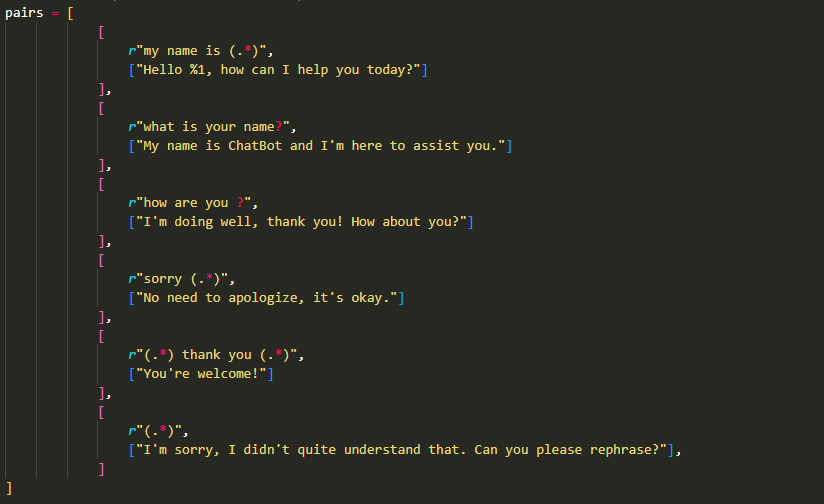 pairs = [
[
r"my name is (.*)",
["Hello %1, how can I help you today?"]
],
[
r"what is your name?",
["My name is ChatBot and I'm here to assist you."]
],
[
r"how are you ?",
["I'm doing well, thank you! How about you?"]
],
[
r"sorry (.*)",
["No need to apologize, it's okay."]
],
[
r"(.*) thank you (.*)",
["You're welcome!"]
],
[
r"(.*)",
["I'm sorry, I didn't quite understand that. Can you please rephrase?"],
]
]